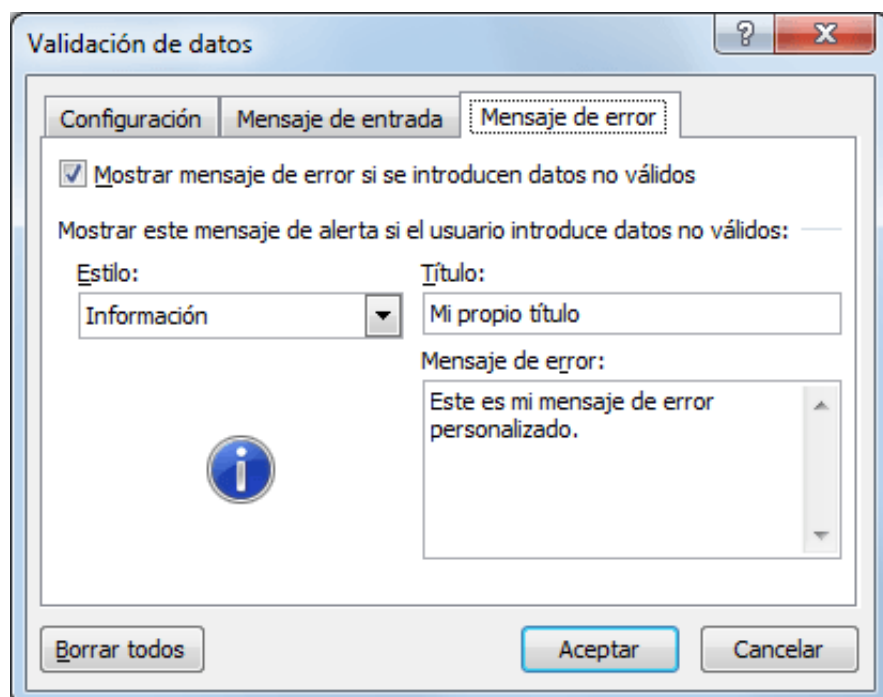 Validación de datos
Configuración
Mensaje de entrada
Mensaje de error
Mostrar mensaje de error si se introducen datos no válidos
Mostrar este mensaje de alerta si el usuario introduce datos no válidos:
Estilo:
Título:
Información
Mi propio título
Mensaje de error:
Este es mi mensaje de error
personalizado.
Borrar todos
Aceptar
Cancelar